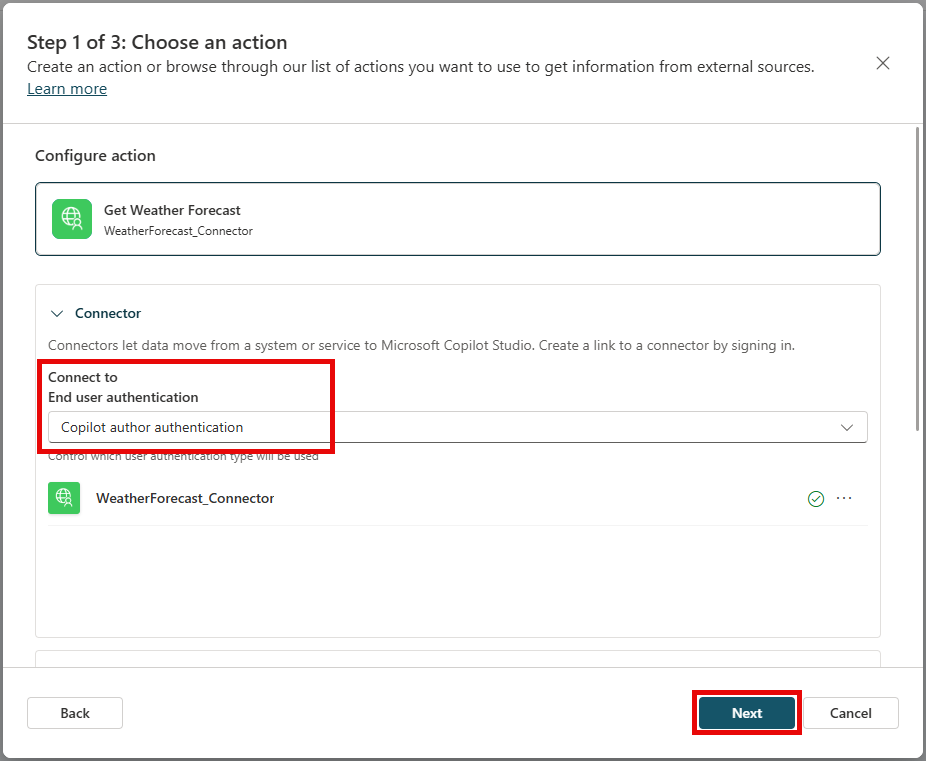 Step 1 of 3: Choose an action
Create an action or browse through our list of actions you want to use to get information from external sources.
Learn more
Configure action
Get Weather Forecast
WeatherForecast_Connector
Connector
Connectors let data move from a system or service to Microsoft Copilot Studio. Create a link to a connector by signing in.
Connect to
End user authentication
Copilot author authentication
Control which user authentication type will be used
WeatherForecast_Connector
Back
Next
Cancel